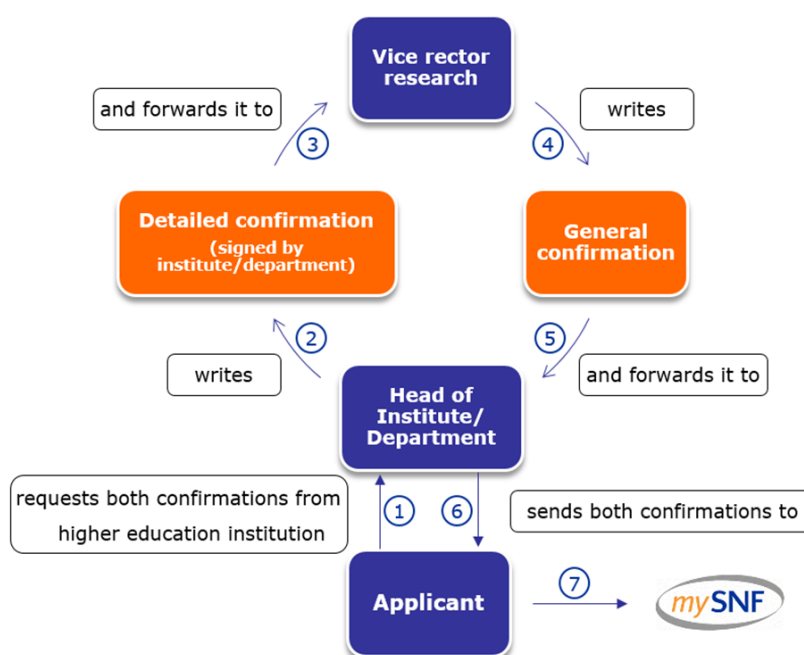 Vice rector
research
and forwards it to
writes
3
4
Detailed confirmation
(signed by
institute/department)
General
confirmation
2
5
writes
and forwards it to
Head of
Institute/
Department
requests both confirmations from
higher education institution
1
6
sends both confirmations to
Applicant
7
mySNF